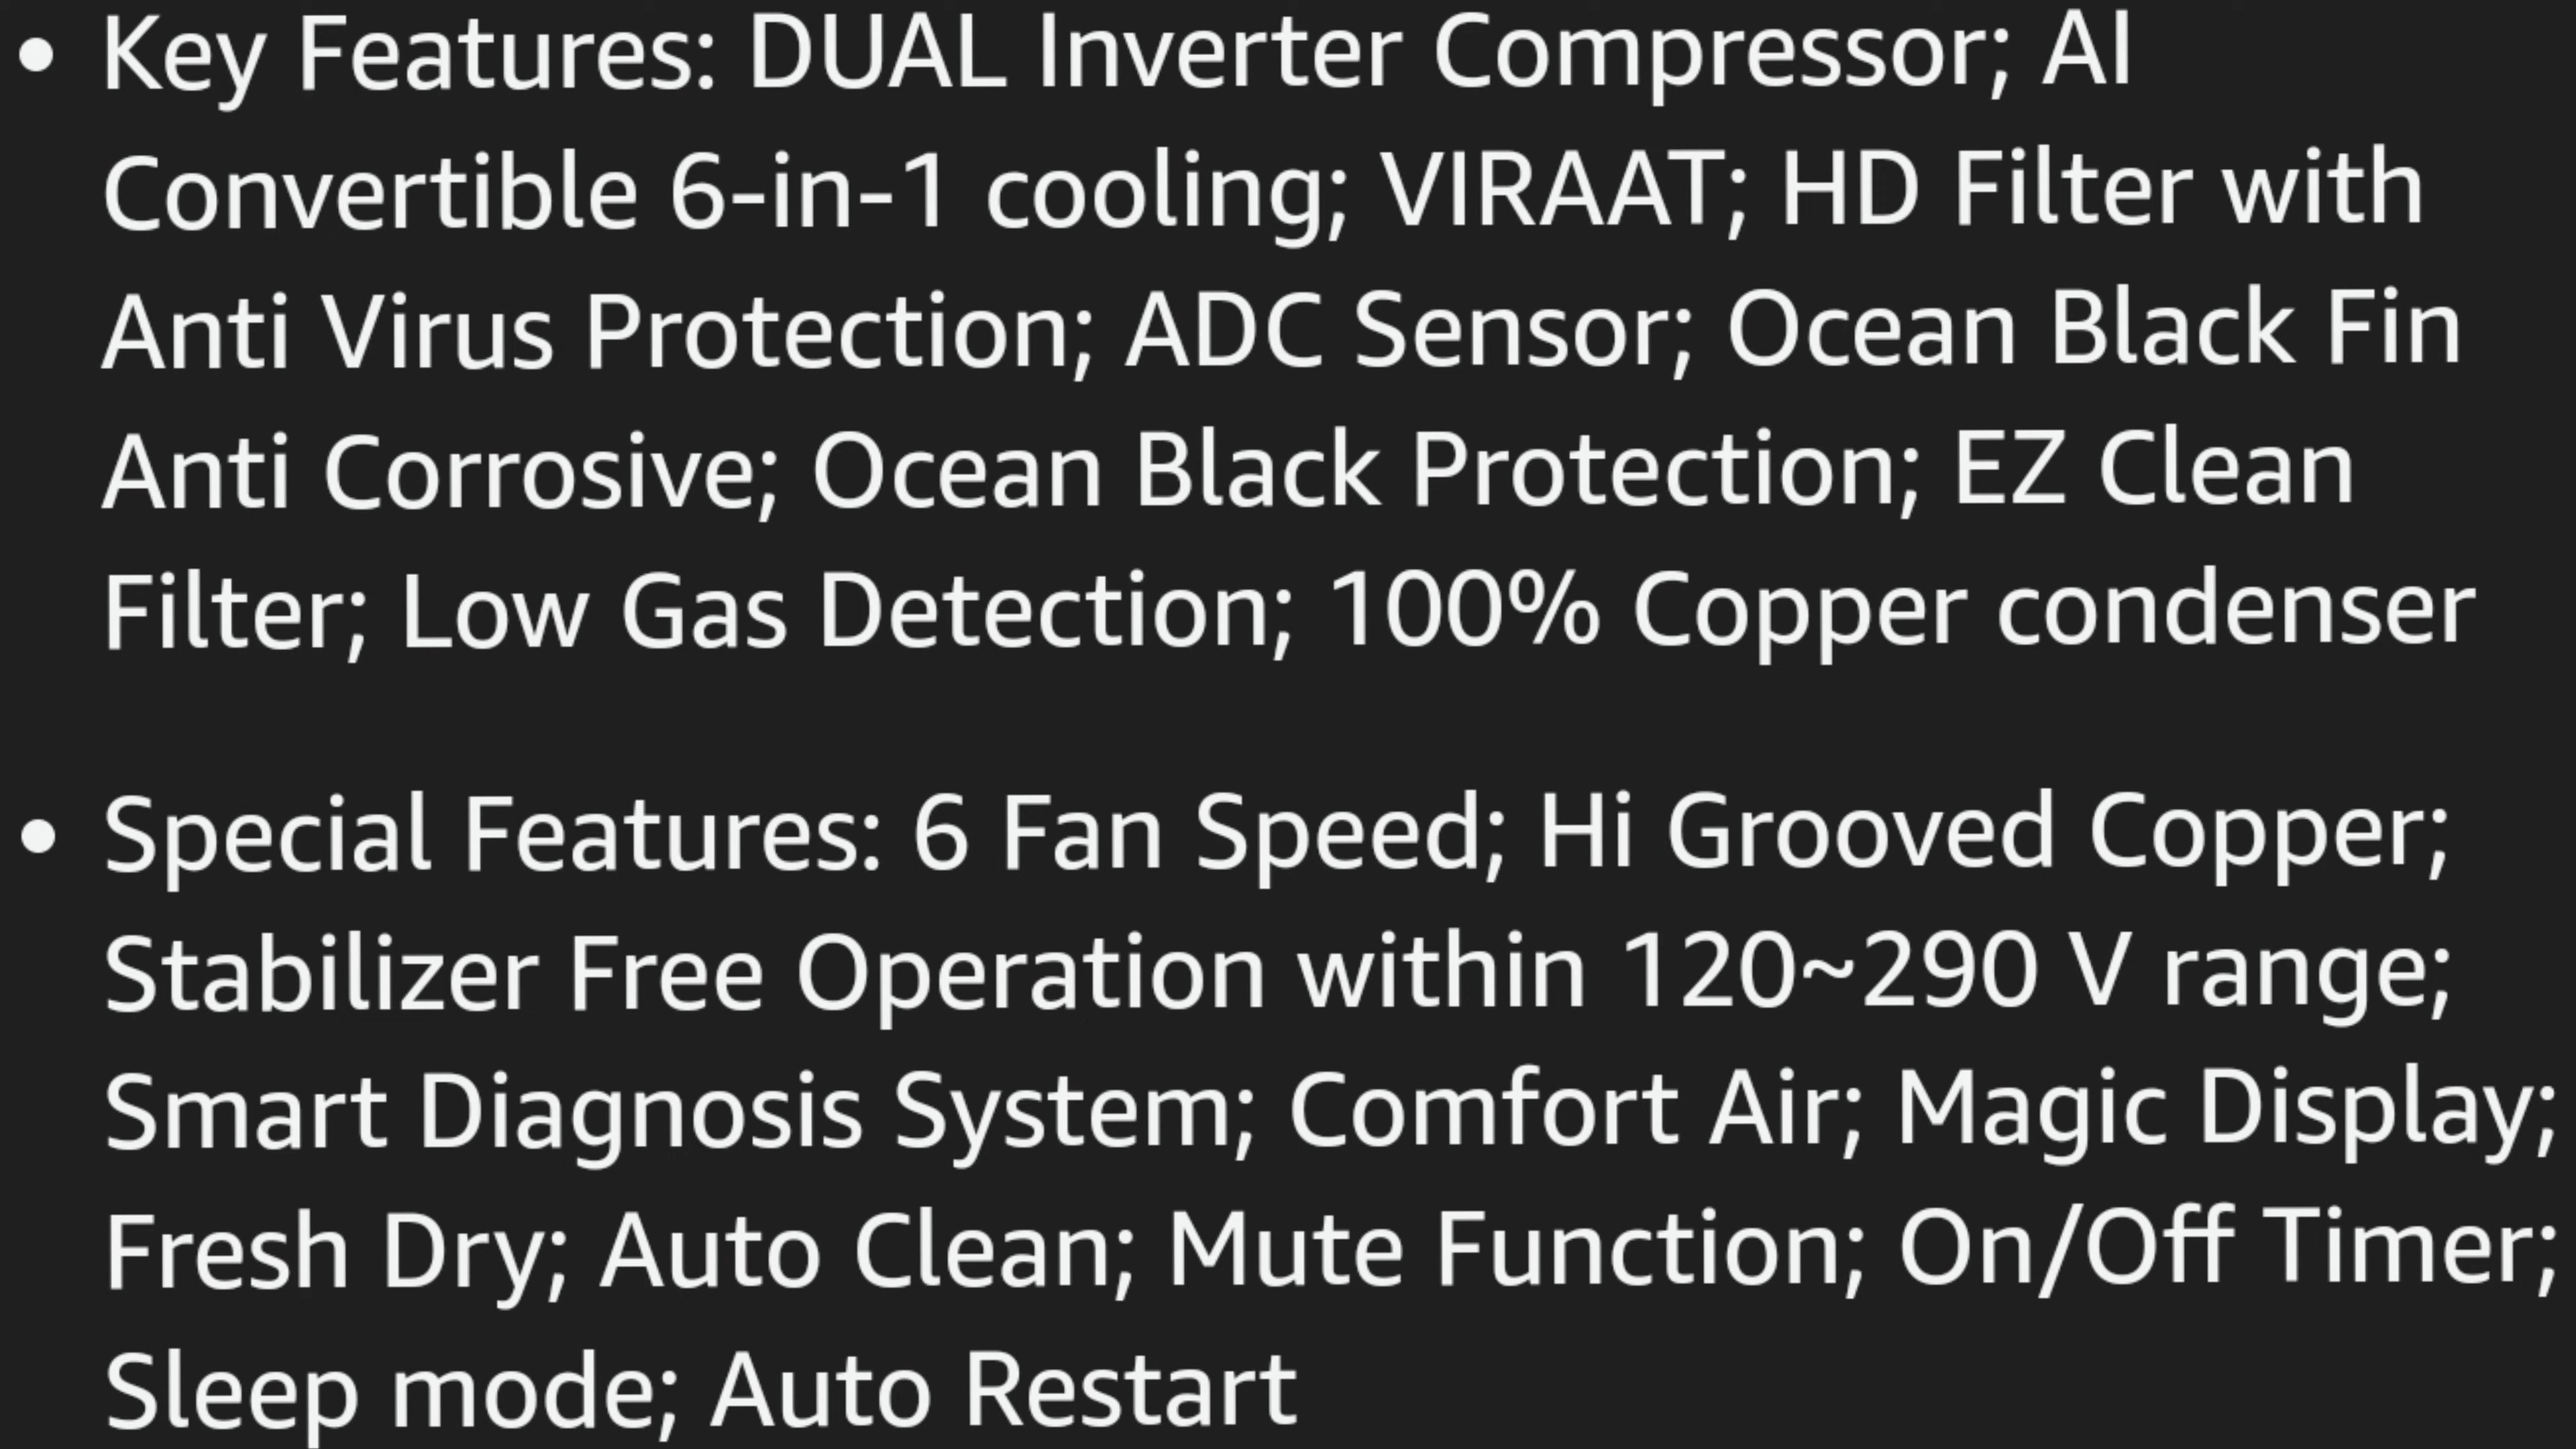 • Key Features: DUAL Inverter Compressor; AI
Convertible 6-in-1 cooling; VIRAAT; HD Filter with
Anti Virus Protection; ADC Sensor; Ocean Black Fin
Anti Corrosive; Ocean Black Protection; EZ Clean
Filter; Low Gas Detection; 100% Copper condenser
• Special Features: 6 Fan Speed; Hi Grooved Copper;
Stabilizer Free Operation within 120~290 V range;
Smart Diagnosis System; Comfort Air; Magic Display;
Fresh Dry; Auto Clean; Mute Function; On/Off Timer;
Sleep mode; Auto Restart